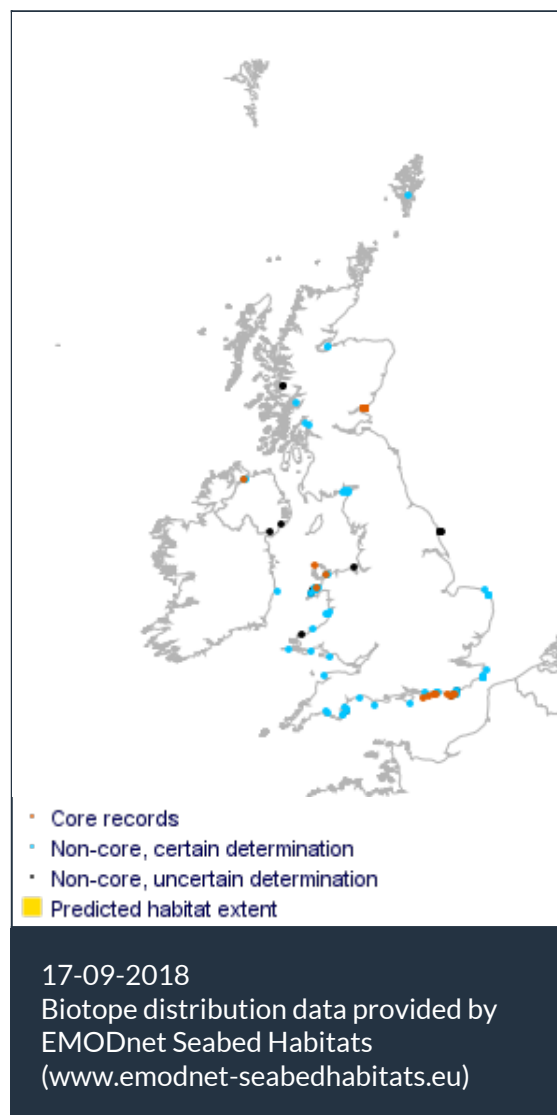 Core records
Non-core, certain determination
Non-core, uncertain determination
Predicted habitat extent
17-09-2018
Biotope distribution data provided by
EMODnet Seabed Habitats
(www.emodnet-seabedhabitats.eu)